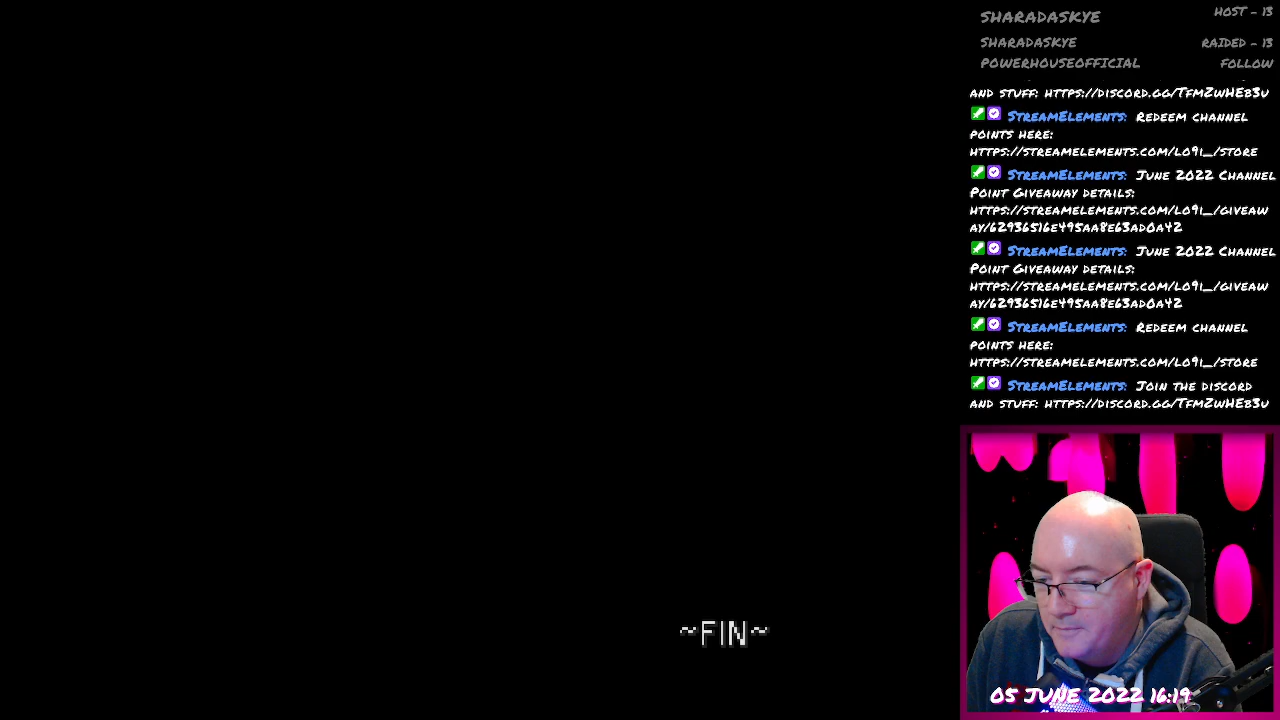 SHARADASKYE HOST - 13
SHARADASKYE RAIDED - 13
POWERHOUSEOFFICIAL FOLLOW
AND STUFF: HTTPS://DISCORD.GG/TFMZWHEB3U
STREAMELEMENTS: REDEEM CHANNEL
POINTS HERE:
HTTPS://STREAMELEMENTS.COM/LO9I_/STORE
STREAMELEMENTS: JUNE 2022 CHANNEL
POINT GIVEAWAY DETAILS:
HTTPS://STREAMELEMENTS.COM/LO9I_/GIVEAW
AY/62936516E495AA8E63AD0A42
STREAMELEMENTS: JUNE 2022 CHANNEL
POINT GIVEAWAY DETAILS:
HTTPS://STREAMELEMENTS.COM/LO9I_/GIVEAW
AY/62936516E495AA8E63AD0A42
STREAMELEMENTS: REDEEM CHANNEL
POINTS HERE:
HTTPS://STREAMELEMENTS.COM/LO9I_/STORE
STREAMELEMENTS: JOIN THE DISCORD
AND STUFF: HTTPS://DISCORD.GG/TFMZWHEB3U
~FIN~
05 JUNE 2022 16:19